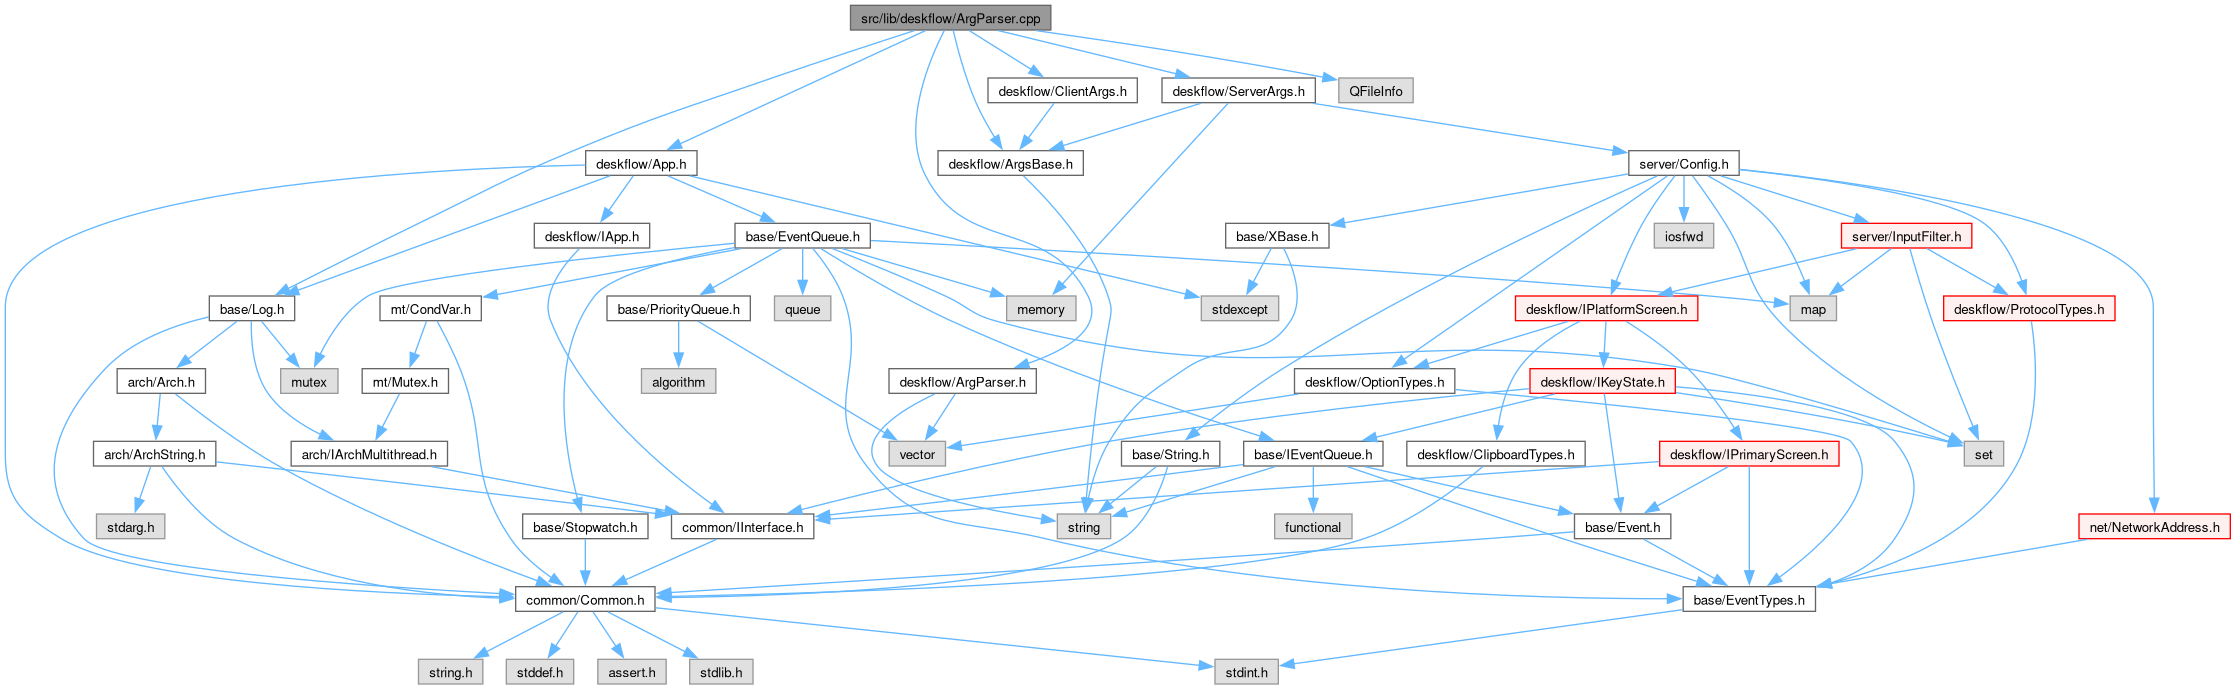 src/lib/deskflow/ArgParser.cpp
deskflow/ClientArgs.h
deskflow/ServerArgs.h
QFileInfo
deskflow/App.h
deskflow/ArgsBase.h
server/Config.h
deskflow/IApp.h
base/EventQueue.h
base/XBase.h
iosfwd
server/InputFilter.h
base/Log.h
mt/CondVar.h
base/PriorityQueue.h
queue
memory
stdexcept
deskflow/IPlatformScreen.h
map
deskflow/ProtocolTypes.h
arch/Arch.h
mutex
mt/Mutex.h
algorithm
deskflow/ArgParser.h
deskflow/OptionTypes.h
deskflow/IKeyState.h
arch/ArchString.h
arch/IArchMultithread.h
vector
base/String.h
base/IEventQueue.h
deskflow/ClipboardTypes.h
deskflow/IPrimaryScreen.h
set
stdarg.h
base/Stopwatch.h
common/IInterface.h
string
functional
base/Event.h
net/NetworkAddress.h
common/Common.h
base/EventTypes.h
string.h
stddef.h
assert.h
stdlib.h
stdint.h